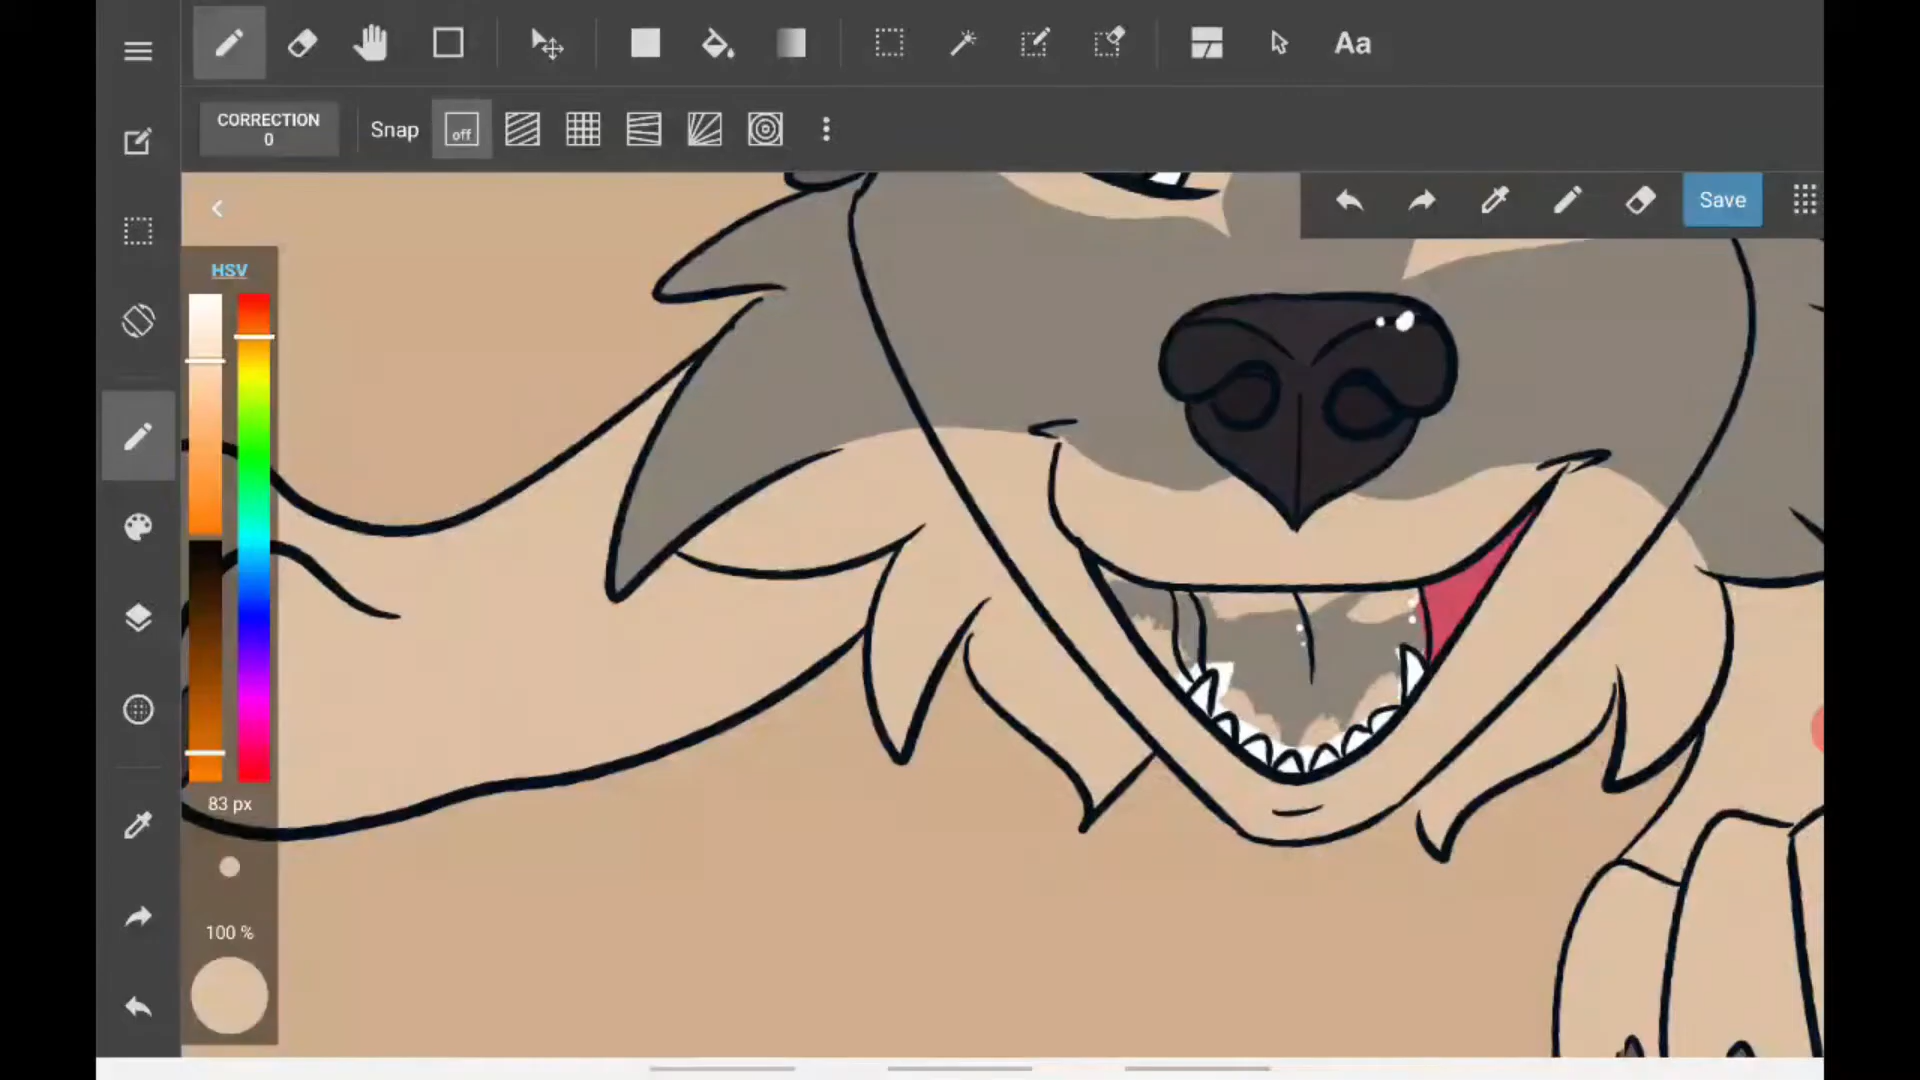 Aa
CORRECTION
0
Snap
off
Save
HSV
83 px
100 %